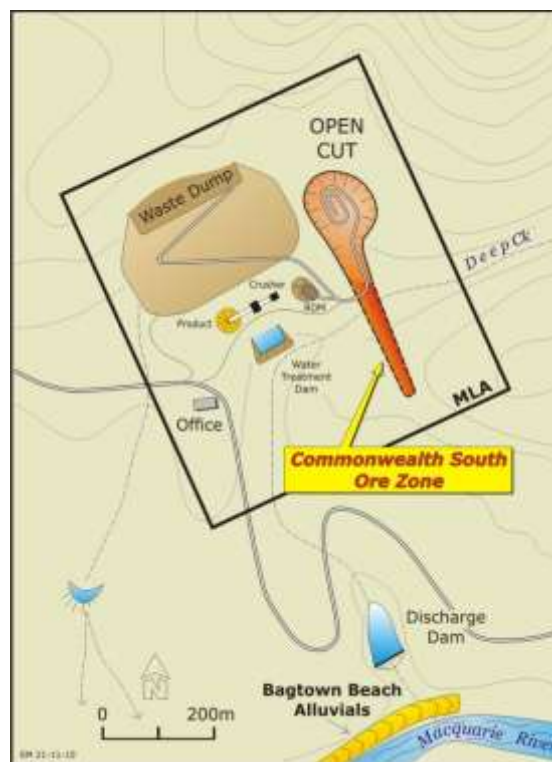 OPEN
CUT
Waste Dump
Deep Ck
Crusher
ROM
Product
Water
Treatment
Dam
MLA
Office
Commonwealth South
Ore Zone
Discharge
Dam
N
Bagtown Beach
Alluvials
0 200m
Macquarie River